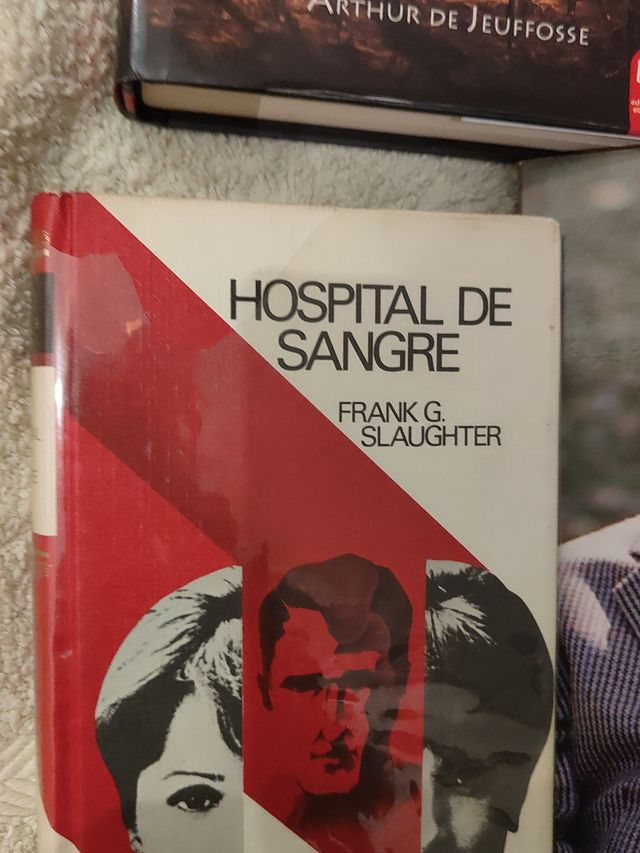 ARTHUR DE JEUFFOSSE
HOSPITAL DE
SANGRE
FRANK G.
SLAUGHTER